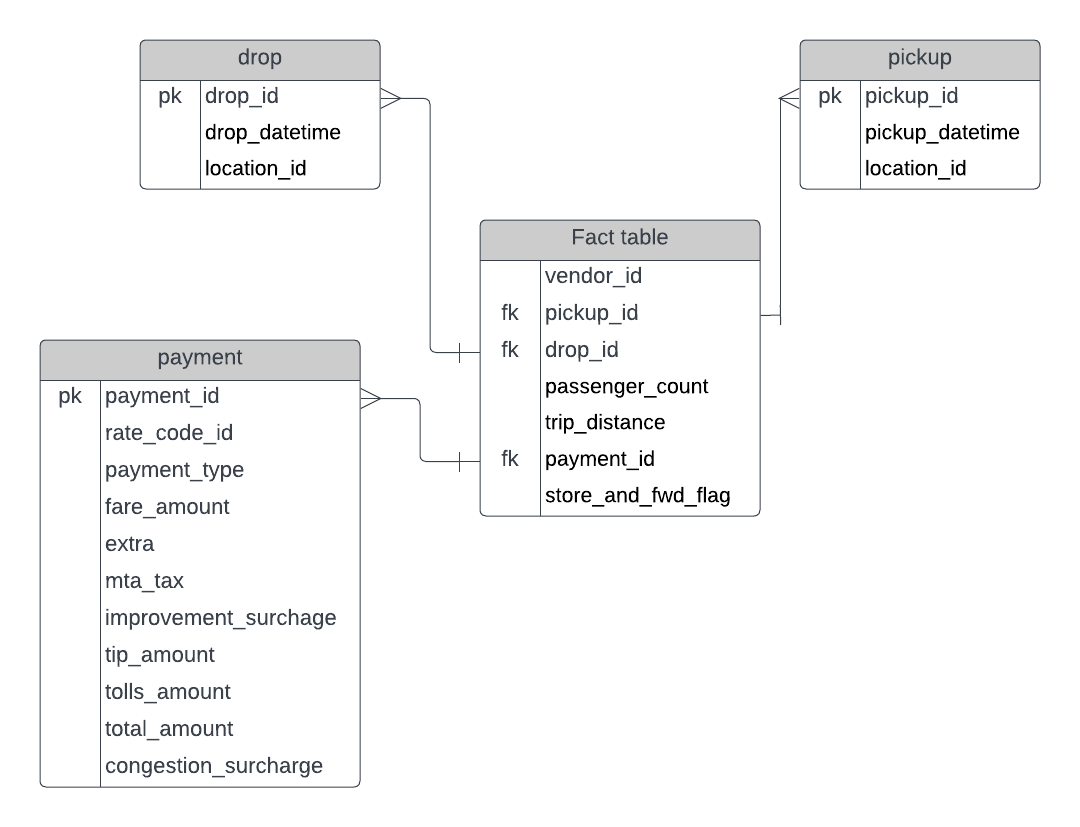 drop
pk drop_id
drop_datetime
location_id
pickup
pk pickup_id
pickup_datetime
location_id
Fact table
vendor_id
fk pickup_id
fk drop_id
passenger_count
trip_distance
fk payment_id
store_and_fwd_flag
payment
pk payment_id
rate_code_id
payment_type
fare_amount
extra
mta_tax
improvement_surchage
tip_amount
tolls_amount
total_amount
congestion_surcharge